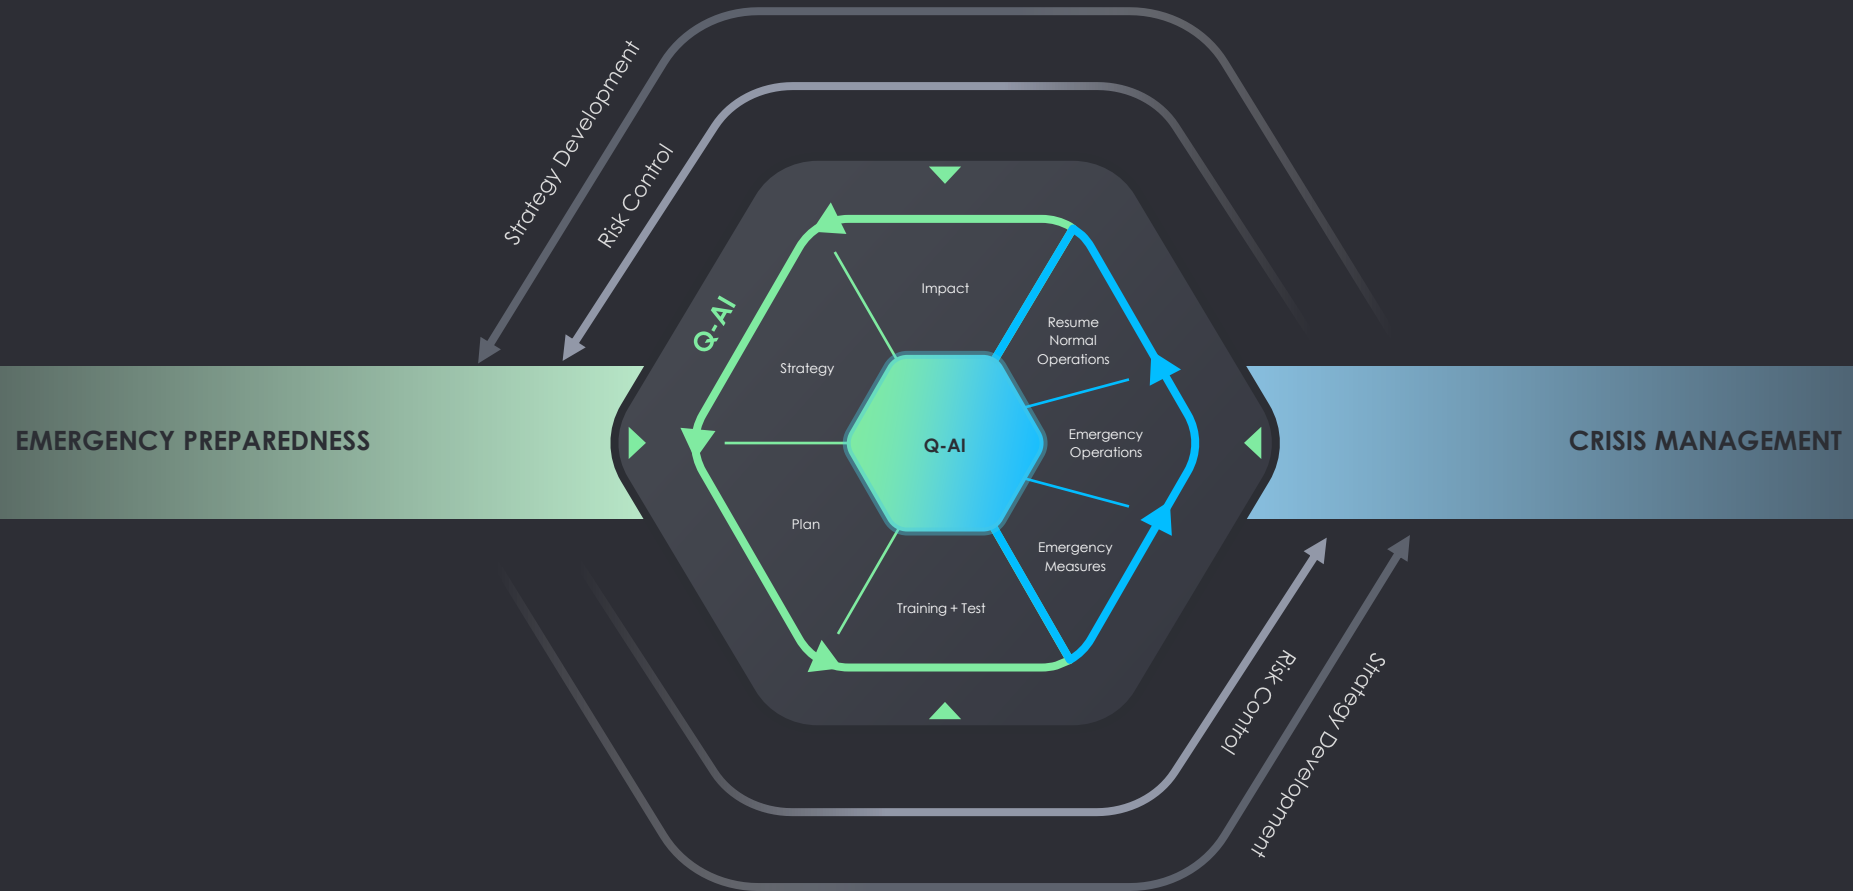 Strategy Development
Risk Control
Q-AI
Impact
Resume
Normal
Operations
Strategy
EMERGENCY PREPAREDNESS
Q-AI
Emergency
Operations
CRISIS MANAGEMENT
Plan
Emergency
Measures
Training + Test
Risk Control
Strategy Development